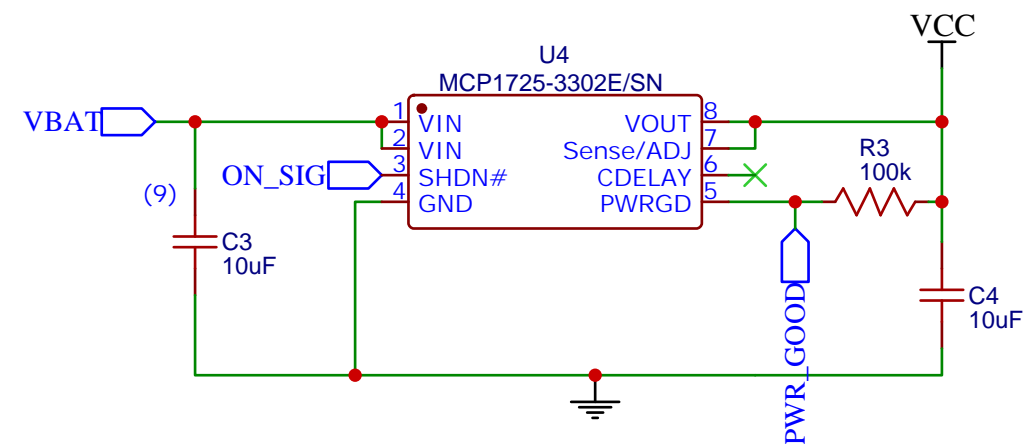 VCC
U4
MCP1725-3302E/SN
VBAT
1
VIN
2
VIN
ON_SIG
3
SHDN#
4
GND
VOUT
8
Sense/ADJ
7
CDELAY
6
PWRGD
5
R3
100k
(9)
C3
10uF
C4
10uF
PWR_GOOD